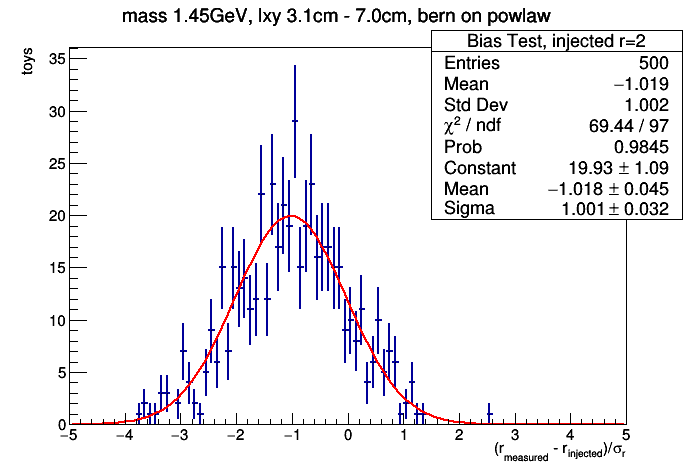 mass 1.45GeV, lxy 3.1cm - 7.0cm, bern on powlaw
Bias Test, injected r=2
Entries 500
Mean −1.019
Std Dev 1.002
χ² / ndf 69.44 / 97
Prob 0.9845
Constant 19.93 ± 1.09
Mean −1.018 ± 0.045
Sigma 1.001 ± 0.032
toys
35
30
25
20
15
10
5
0
−5 −4 −3 −2 −1 0 1 2 3 4 5
(r_measured - r_injected)/σ_r